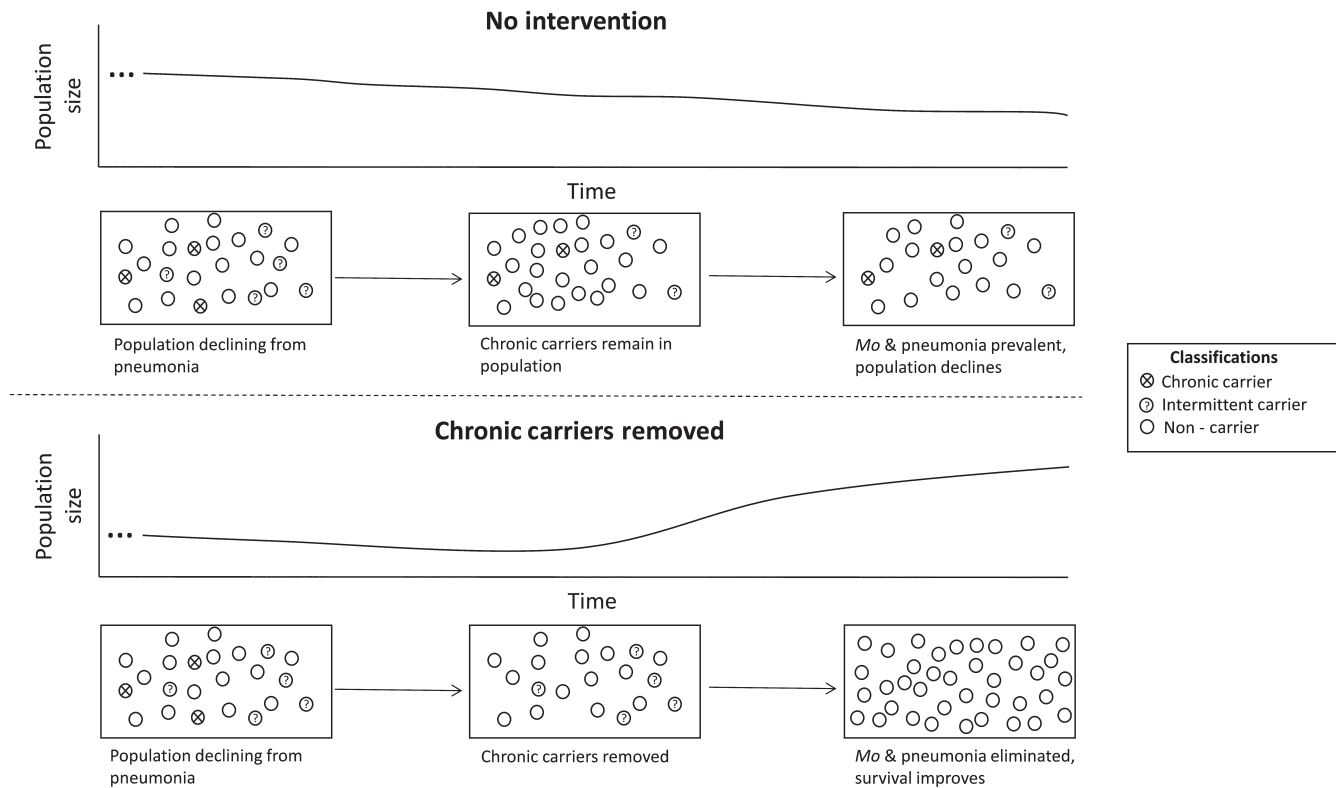 No intervention
Population
size
...
Time
Population declining from
pneumonia
Chronic carriers remain in
population
Mo & pneumonia prevalent,
population declines
Classifications
Chronic carrier
? Intermittent carrier
Non - carrier
Chronic carriers removed
Population
size
...
Time
Population declining from
pneumonia
Chronic carriers removed
Mo & pneumonia eliminated,
survival improves